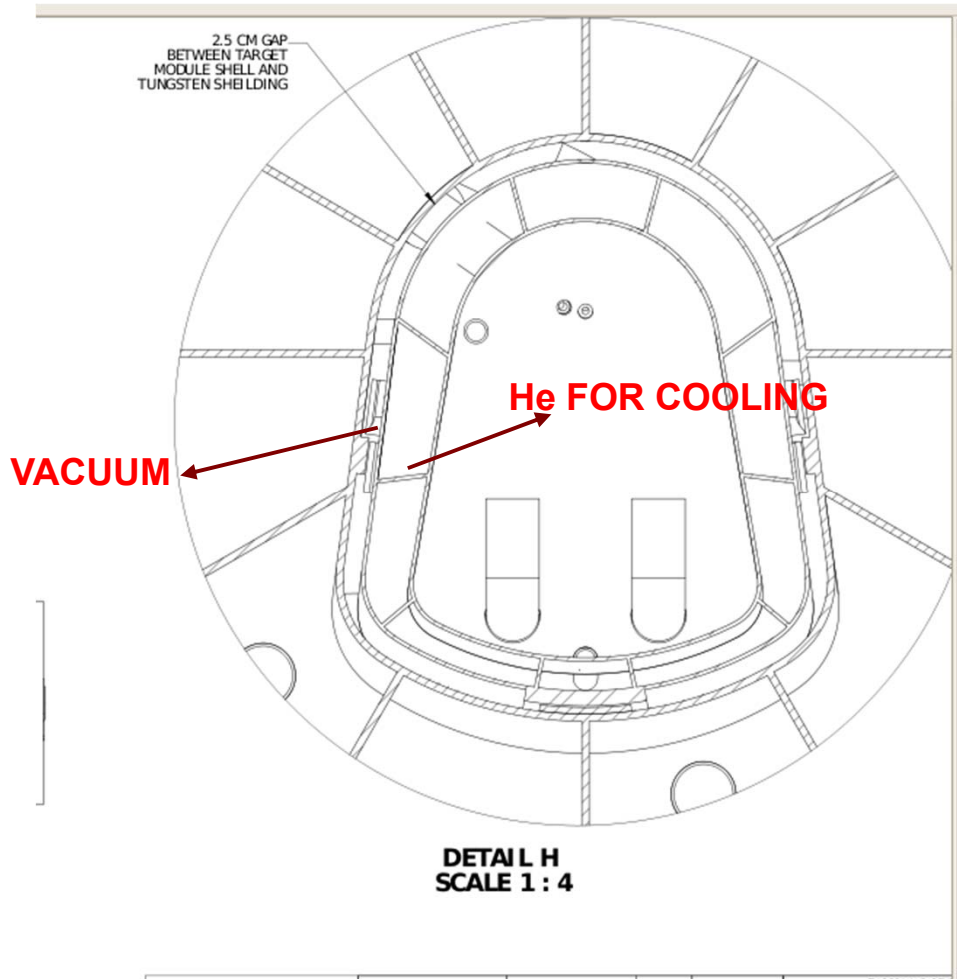 2.5 CM GAP
BETWEEN TARGET
MODULE SHELL AND
TUNGSTEN SHEILDING
He FOR COOLING
VACUUM
DETAIL H
SCALE 1 : 4